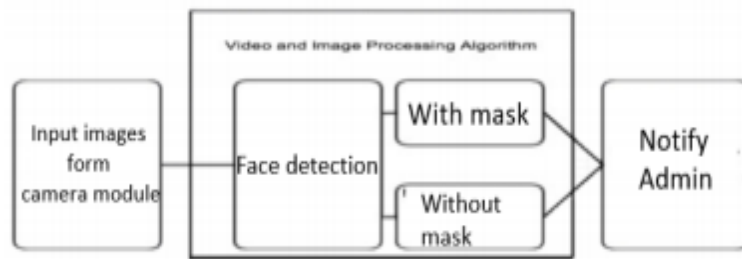 Video and Image Processing Algorithm
Input images
form
camera module
Face detection
With mask
Without
mask
Notify
Admin